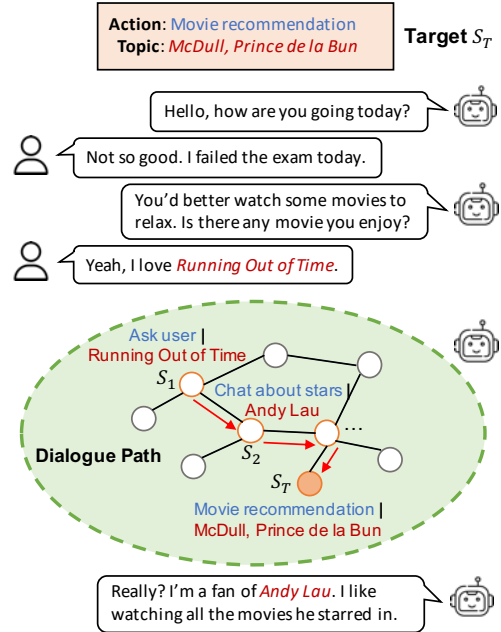 Action: Movie recommendation
Topic: McDull, Prince de la Bun
Target S_T
Hello, how are you going today?
Not so good. I failed the exam today.
You'd better watch some movies to
relax. Is there any movie you enjoy?
Yeah, I love Running Out of Time.
Ask user |
Running Out of Time
S_1
Chat about stars |
Andy Lau
...
Dialogue Path
S_2
S_T
Movie recommendation |
McDull, Prince de la Bun
Really? I'm a fan of Andy Lau. I like
watching all the movies he starred in.